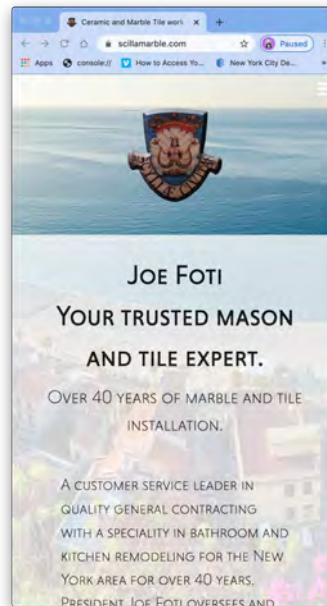 Ceramic and Marble Tile work
scillamarble.com
Paused
Apps
console://
How to Access Yo...
New York City De...
»
Joe Foti
Your trusted mason
and tile expert.
Over 40 years of marble and tile
installation.
A customer service leader in
quality general contracting
with a speciality in bathroom and
kitchen remodeling for the New
York area for over 40 years.
President Joe Foti oversees and